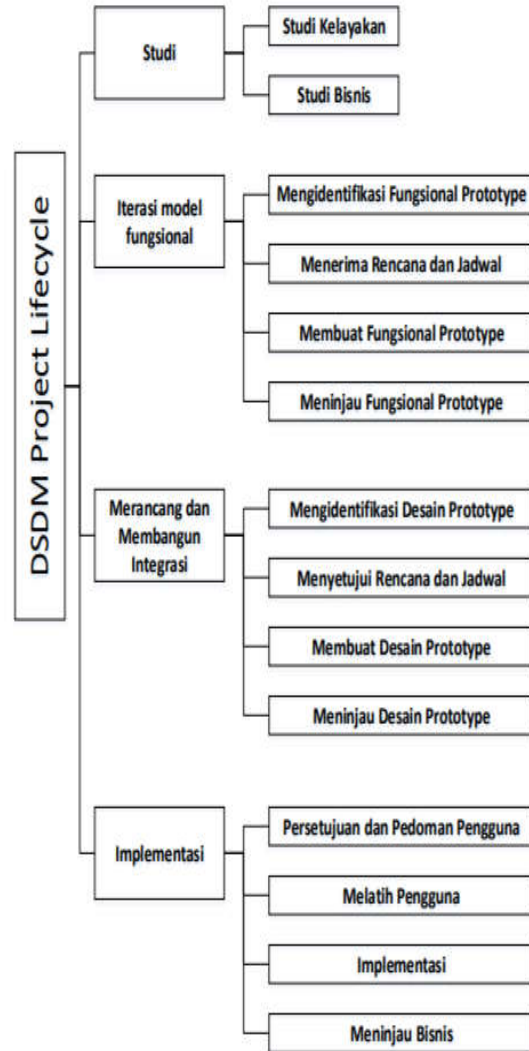 DSDM Project Lifecycle
Studi
Studi Kelayakan
Studi Bisnis
Iterasi model
fungsional
Mengidentifikasi Fungsional Prototype
Menerima Rencana dan Jadwal
Membuat Fungsional Prototype
Meninjau Fungsional Prototype
Merancang dan
Membangun
Integrasi
Mengidentifikasi Desain Prototype
Menyetujui Rencana dan Jadwal
Membuat Desain Prototype
Meninjau Desain Prototype
Implementasi
Persetujuan dan Pedoman Pengguna
Melatih Pengguna
Implementasi
Meninjau Bisnis